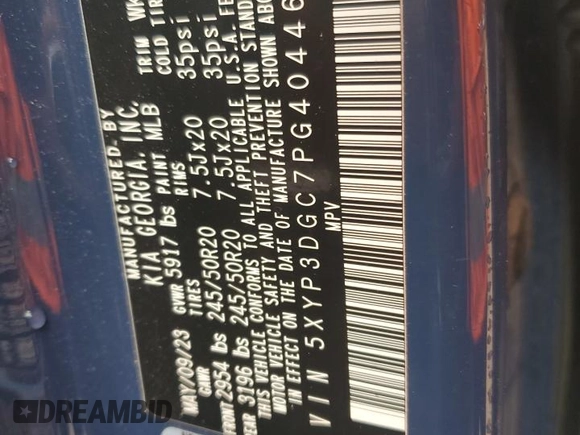 MANUFACTURED BY
KIA GEORGIA, INC.
MAY/09/23 GVWR 5917 lbs PAINT MLB TRIM WK
GAWR TIRES RIMS COLD TIR
FRONT 2954 lbs 245/50R20 7.5Jx20 35psi
REAR 3196 lbs 245/50R20 7.5Jx20 35psi
THIS VEHICLE CONFORMS TO ALL APPLICABLE U.S.A. FE
MOTOR VEHICLE SAFETY AND THEFT PREVENTION STAND
IN EFFECT ON THE DATE OF MANUFACTURE SHOWN ABO
VIN 5XYP3DGC7PG40446
MPV
DREAMBID